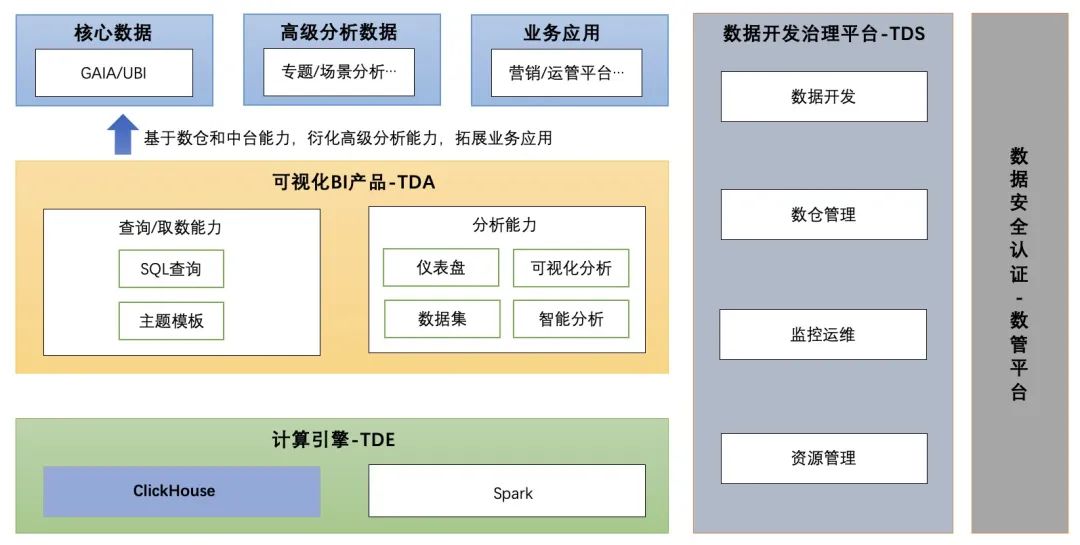 核心数据
GAIA/UBI
高级分析数据
专题/场景分析…
业务应用
营销/运管平台…
基于数仓和中台能力，衍化高级分析能力，拓展业务应用
可视化BI产品-TDA
查询/取数能力
SQL查询
主题模板
分析能力
仪表盘
可视化分析
数据集
智能分析
计算引擎-TDE
ClickHouse
Spark
数据开发治理平台-TDS
数据开发
数仓管理
监控运维
资源管理
数据安全认证-数管平台